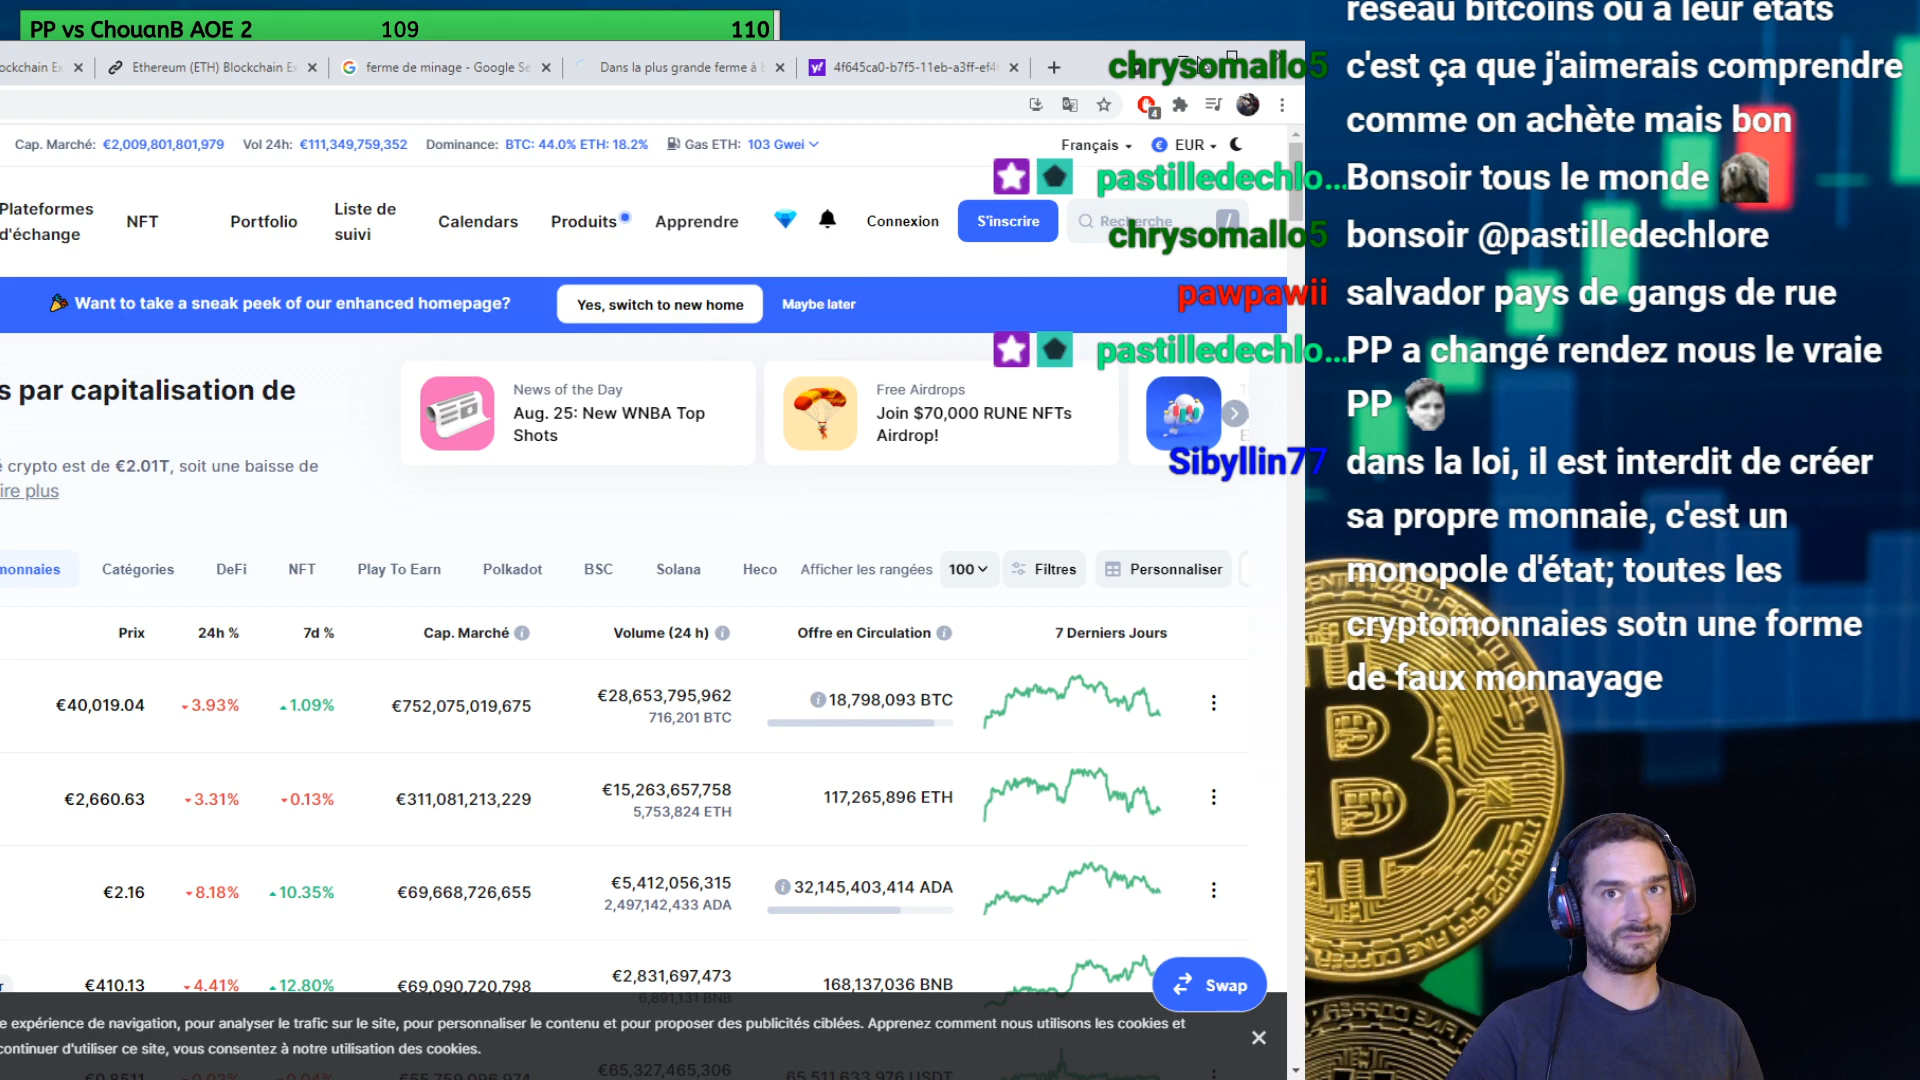 PP vs ChouanB AOE 2 109 110
ockchain Ex
Ethereum (ETH) Blockchain Ex
ferme de minage - Google Se
Dans la plus grande ferme à b
4f645ca0-b7f5-11eb-a3ff-ef4
4
Cap. Marché: €2,009,801,801,979 Vol 24h: €111,349,759,352 Dominance: BTC: 44.0% ETH: 18.2% Gas ETH: 103 Gwei Français EUR
Plateformes
d'échange
NFT
Portfolio
Liste de
suivi
Calendars
Produits
Apprendre
Connexion
S'inscrire
Recherche
/
Want to take a sneak peek of our enhanced homepage? Yes, switch to new home Maybe later
s par capitalisation de
é crypto est de €2.01T, soit une baisse de
ire plus
News of the Day
Aug. 25: New WNBA Top
Shots
Free Airdrops
Join $70,000 RUNE NFTs
Airdrop!
monnaies Catégories DeFi NFT Play To Earn Polkadot BSC Solana Heco Afficher les rangées 100 Filtres Personnaliser
Prix 24h % 7d % Cap. Marché Volume (24 h) Offre en Circulation 7 Derniers Jours
€40,019.04 3.93% 1.09% €752,075,019,675 €28,653,795,962 18,798,093 BTC
716,201 BTC
€2,660.63 3.31% 0.13% €311,081,213,229 €15,263,657,758 117,265,896 ETH
5,753,824 ETH
€2.16 8.18% 10.35% €69,668,726,655 €5,412,056,315 32,145,403,414 ADA
2,497,142,433 ADA
€410.13 4.41% 12.80% €69,090,720,798 €2,831,697,473 168,137,036 BNB
6,891,131 BNB
Swap
e expérience de navigation, pour analyser le trafic sur le site, pour personnaliser le contenu et pour proposer des publicités ciblées. Apprenez comment nous utilisons les cookies et
continuer d'utiliser ce site, vous consentez à notre utilisation des cookies.
€65,327,465,306
réseau bitcoins ou a leur états
chrysomallo5 c'est ça que j'aimerais comprendre
comme on achète mais bon
pastilledechlo... Bonsoir tous le monde
chrysomallo5 bonsoir @pastilledechlore
pawpawii salvador pays de gangs de rue
pastilledechlo... PP a changé rendez nous le vraie
PP
Sibyllin77 dans la loi, il est interdit de créer
sa propre monnaie, c'est un
monopole d'état; toutes les
cryptomonnaies sotn une forme
de faux monnayage